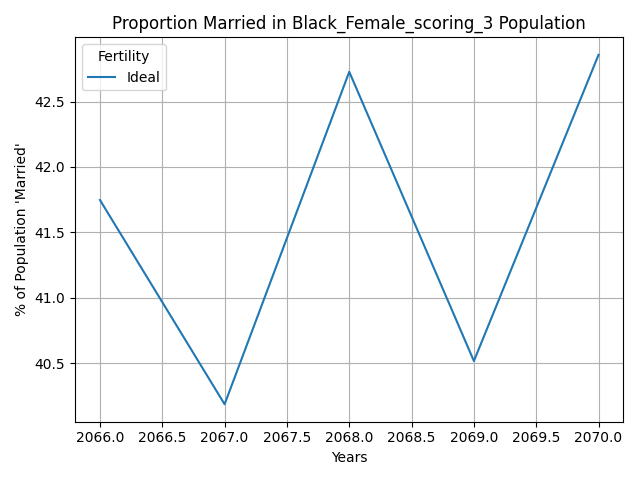 Proportion Married in Black_Female_scoring_3 Population
Fertility
Ideal
% of Population 'Married'
42.5
42.0
41.5
41.0
40.5
2066.0 2066.5 2067.0 2067.5 2068.0 2068.5 2069.0 2069.5 2070.0
Years